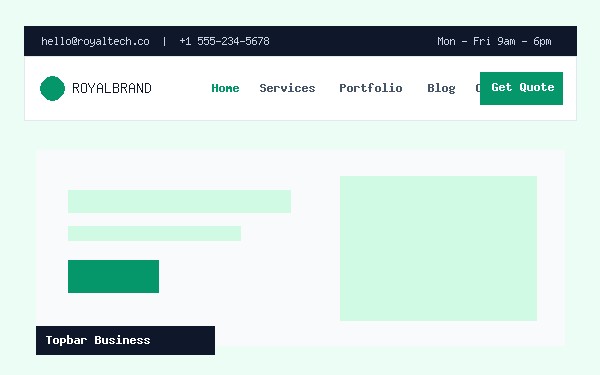 hello@royaltech.co | +1 555-234-5678
Mon - Fri 9am - 6pm
ROYALBRAND
Home Services Portfolio Blog
Get Quote
Topbar Business